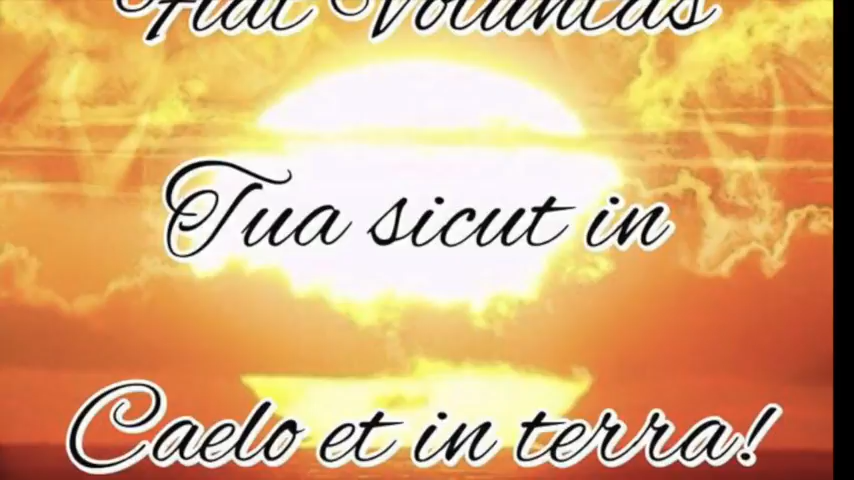 Fiat Voluntas
Tua sicut in
Caelo et in terra!